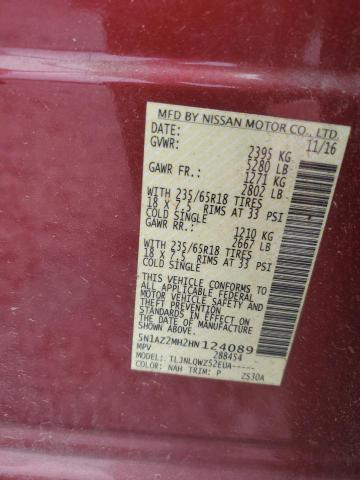 MFD BY NISSAN MOTOR CO., LTD.
DATE: 11/16
GVWR: 2395 KG
5280 LB
GAWR FR.: 1271 KG
2802 LB
WITH 235/65R18 TIRES
18 X 7.5 RIMS AT 33 PSI
COLD SINGLE
GAWR RR.: 1210 KG
2667 LB
WITH 235/65R18 TIRES
18 X 7.5 RIMS AT 33 PSI
COLD SINGLE
THIS VEHICLE CONFORMS TO
ALL APPLICABLE FEDERAL
MOTOR VEHICLE SAFETY, BUMPER, AND
THEFT PREVENTION STANDARDS
IN EFFECT ON THE DATE OF
MANUFACTURE SHOWN ABOVE.
5N1AZ2MH2HN124089
MPV 288454
MODEL: TLJNLQWZ52EUA-----
COLOR: NAH TRIM: P ZS30A